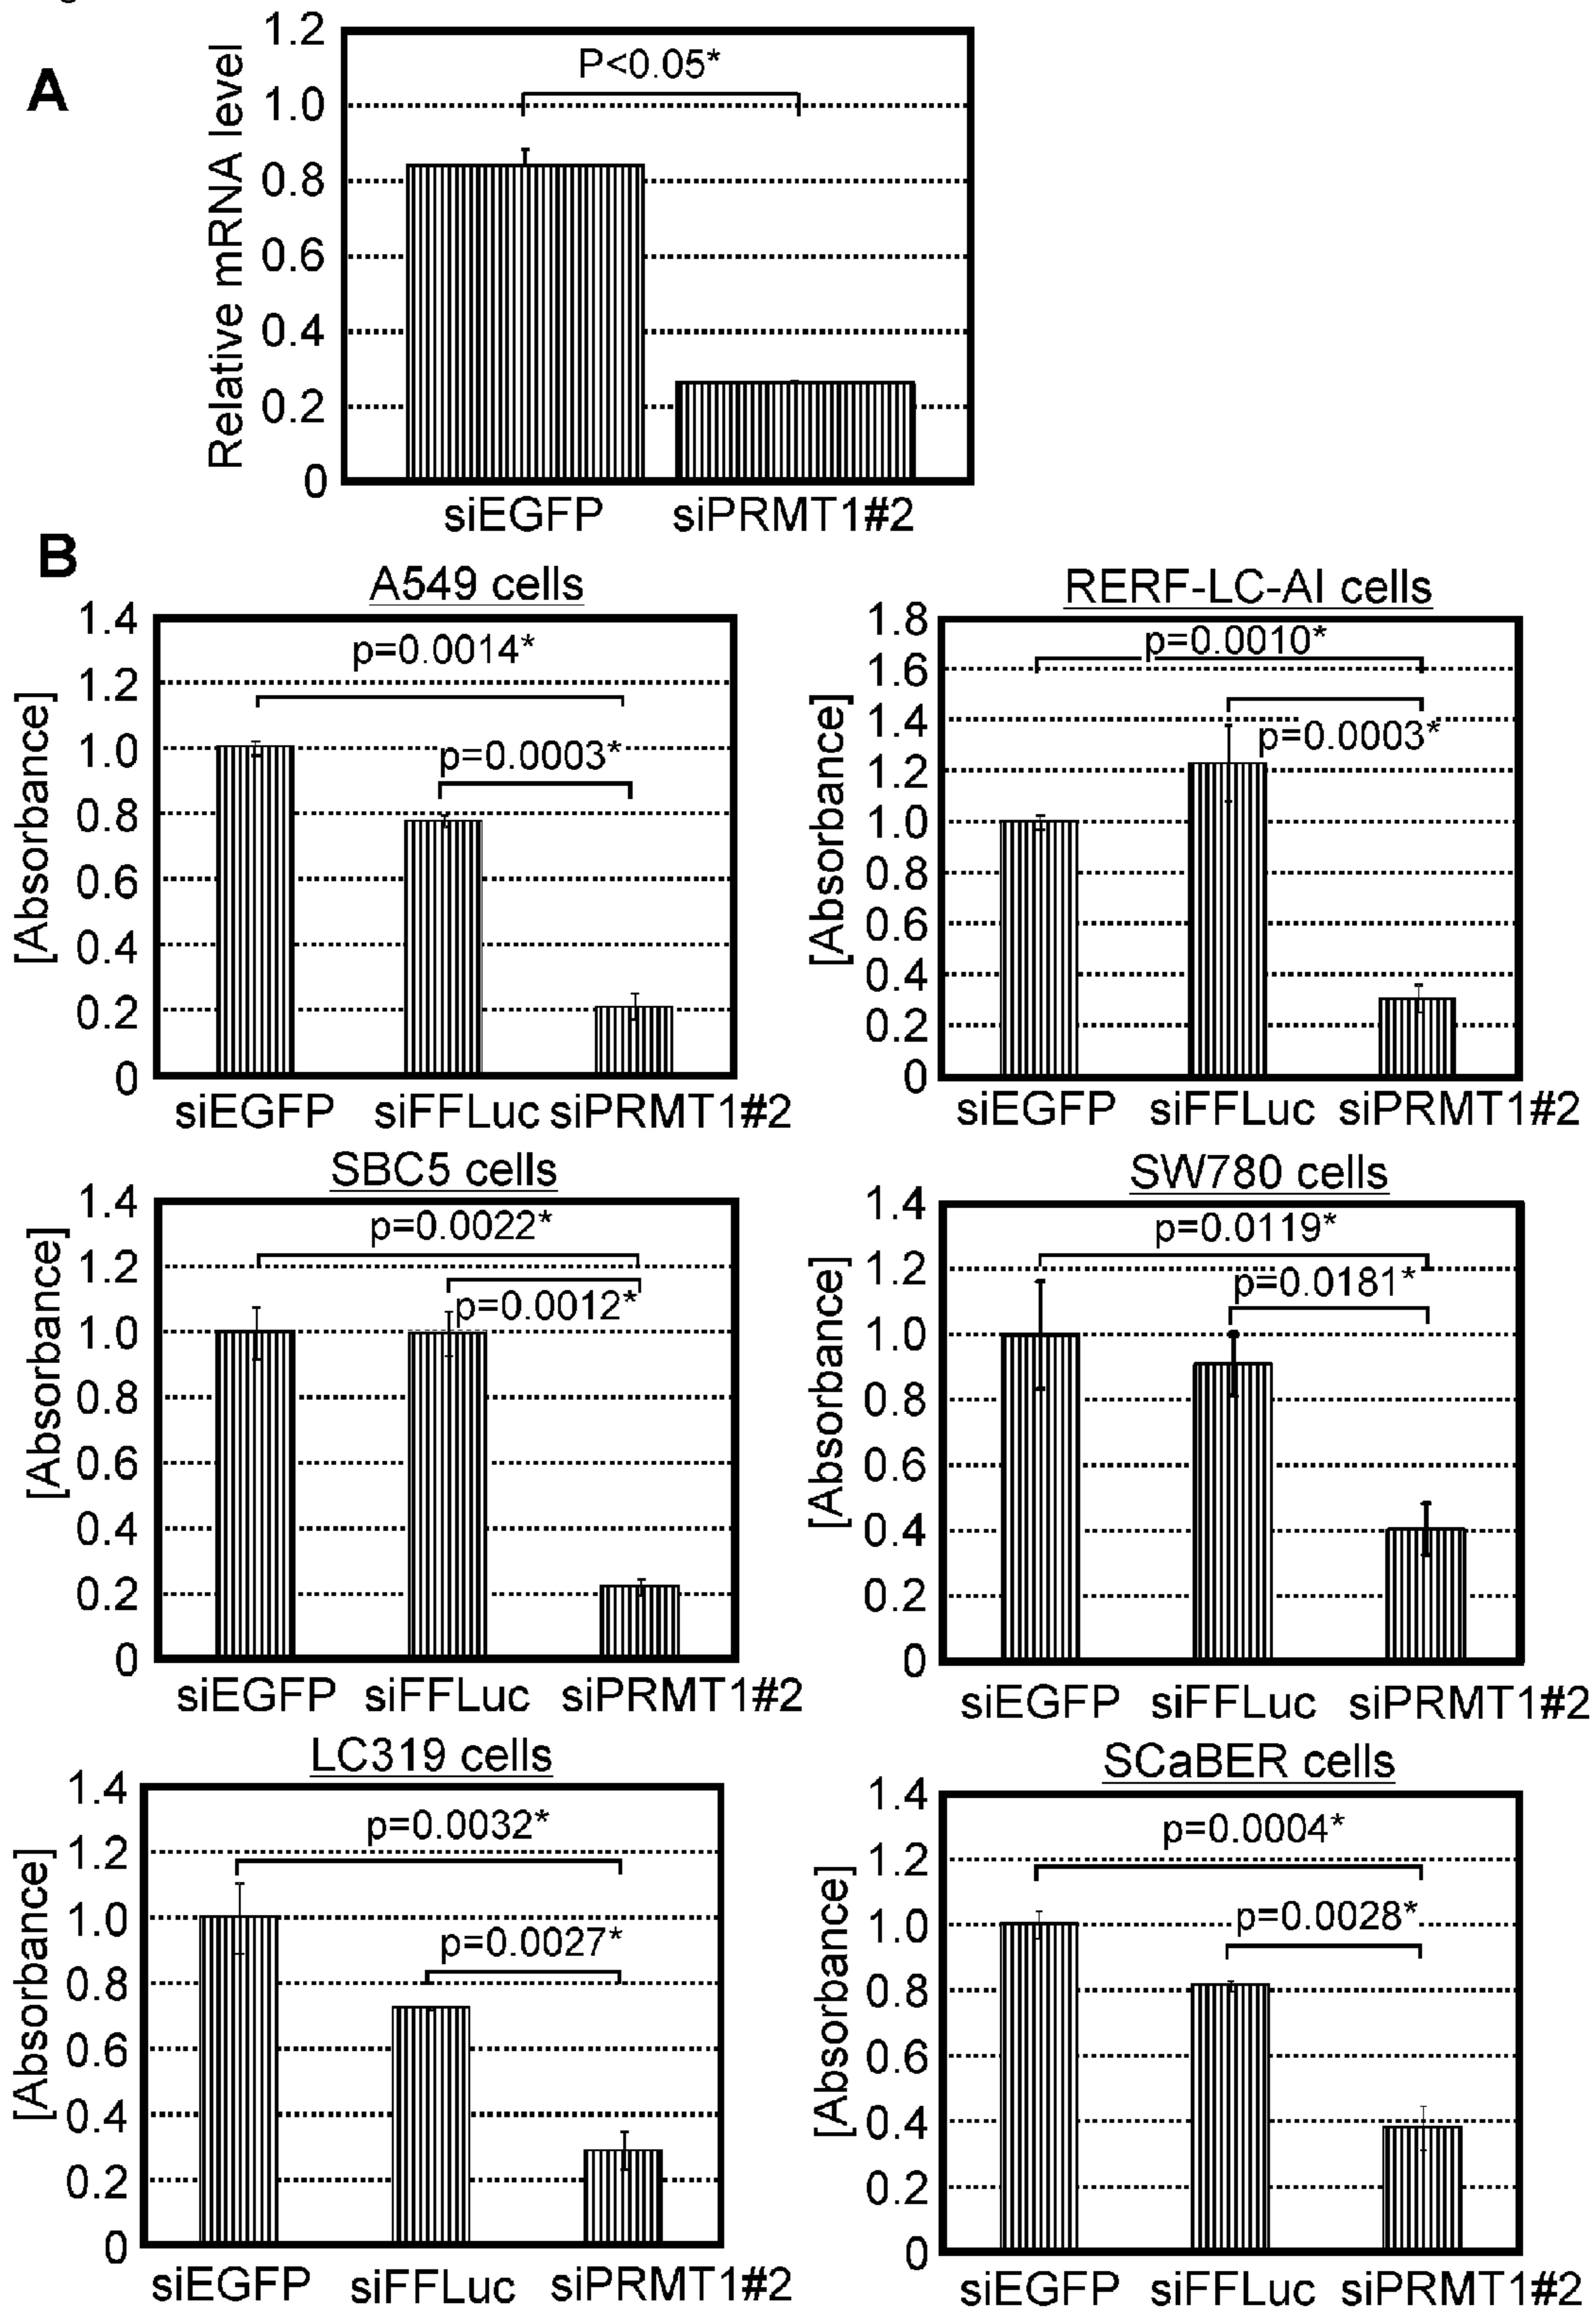 A
Relative mRNA level
1.2
1.0
0.8
0.6
0.4
0.2
0
P<0.05*
siEGFP siPRMT1#2
B
A549 cells
[Absorbance]
1.4
1.2
1.0
0.8
0.6
0.4
0.2
0
p=0.0014*
p=0.0003*
siEGFP siFFLuc siPRMT1#2
RERF-LC-AI cells
[Absorbance]
1.8
1.6
1.4
1.2
1.0
0.8
0.6
0.4
0.2
0
p=0.0010*
p=0.0003*
siEGFP siFFLuc siPRMT1#2
SBC5 cells
[Absorbance]
1.4
1.2
1.0
0.8
0.6
0.4
0.2
0
p=0.0022*
p=0.0012*
siEGFP siFFLuc siPRMT1#2
SW780 cells
[Absorbance]
1.4
1.2
1.0
0.8
0.6
0.4
0.2
0
p=0.0119*
p=0.0181*
siEGFP siFFLuc siPRMT1#2
LC319 cells
[Absorbance]
1.4
1.2
1.0
0.8
0.6
0.4
0.2
0
p=0.0032*
p=0.0027*
siEGFP siFFLuc siPRMT1#2
SCaBER cells
[Absorbance]
1.4
1.2
1.0
0.8
0.6
0.4
0.2
0
p=0.0004*
p=0.0028*
siEGFP siFFLuc siPRMT1#2